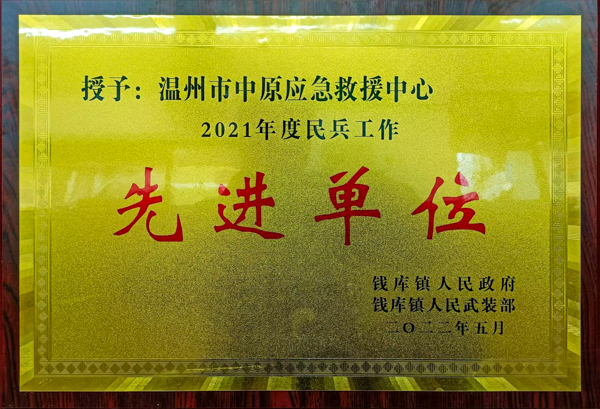 授予：温州市中原应急救援中心
2021年度民兵工作
先进单位
钱库镇人民政府
钱库镇人民武装部
二〇二二年五月